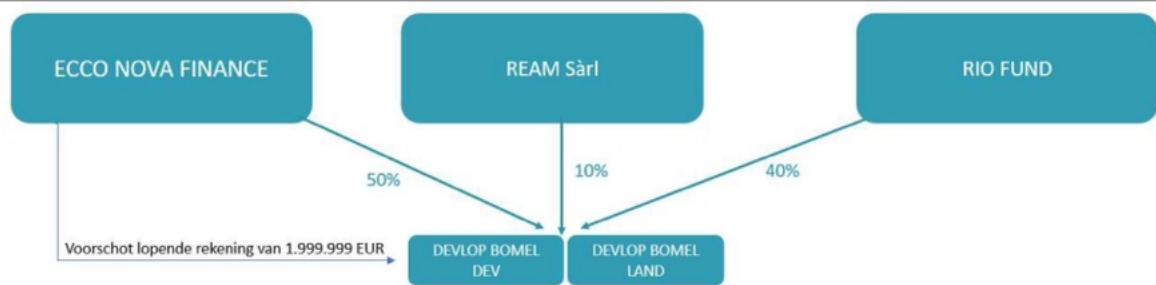 ECCO NOVA FINANCE
REAM Sàrl
RIO FUND
50%
10%
40%
Voorschot lopende rekening van 1.999.999 EUR
DEVLOP BOMEL
DEV
DEVLOP BOMEL
LAND